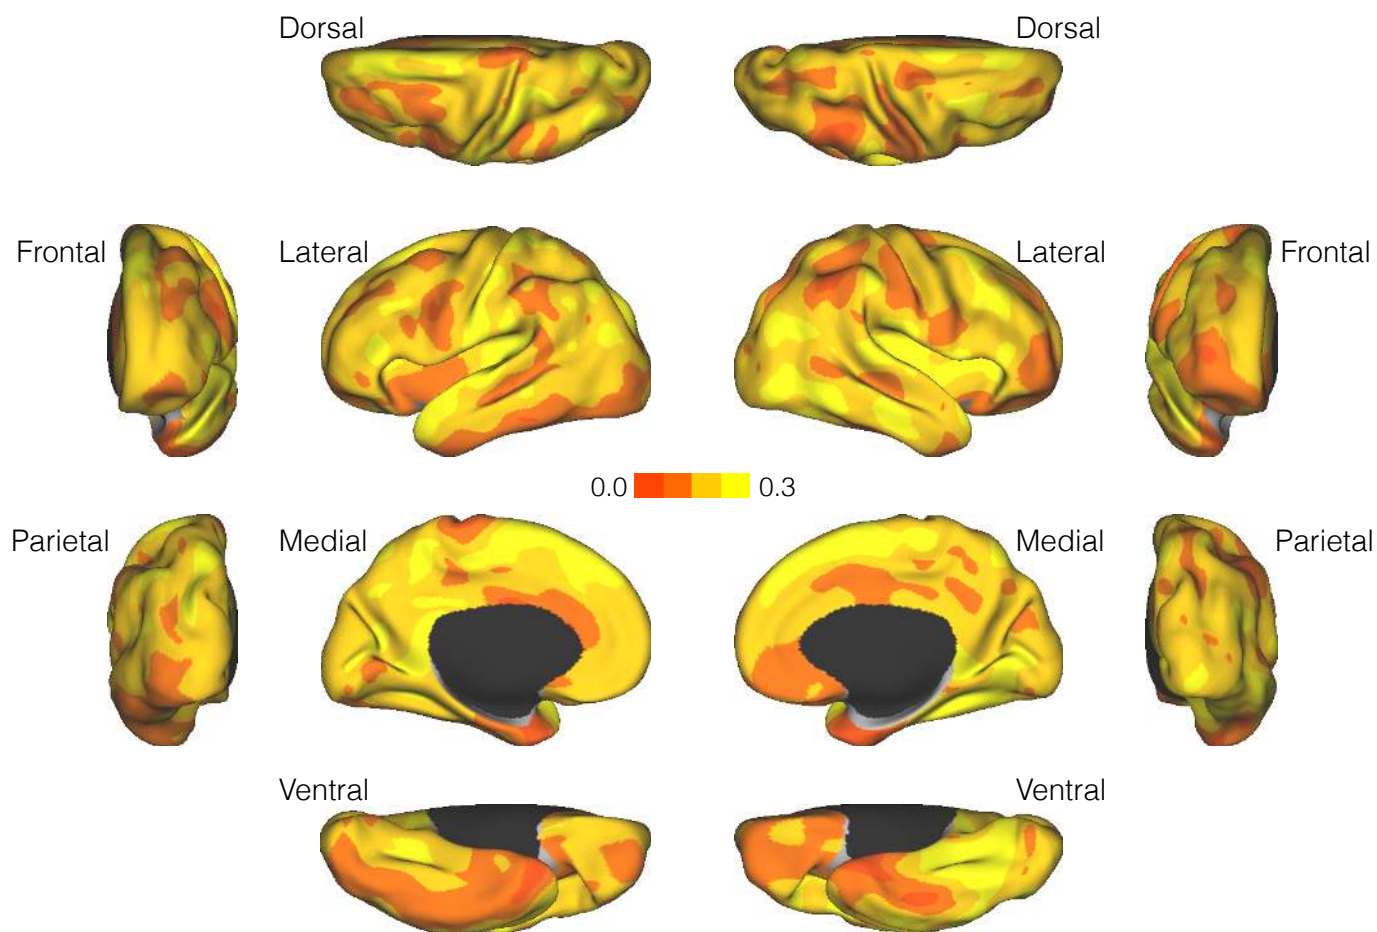 Dorsal Dorsal
Frontal Lateral Lateral Frontal
0.0 0.3
Parietal Medial Medial Parietal
Ventral Ventral